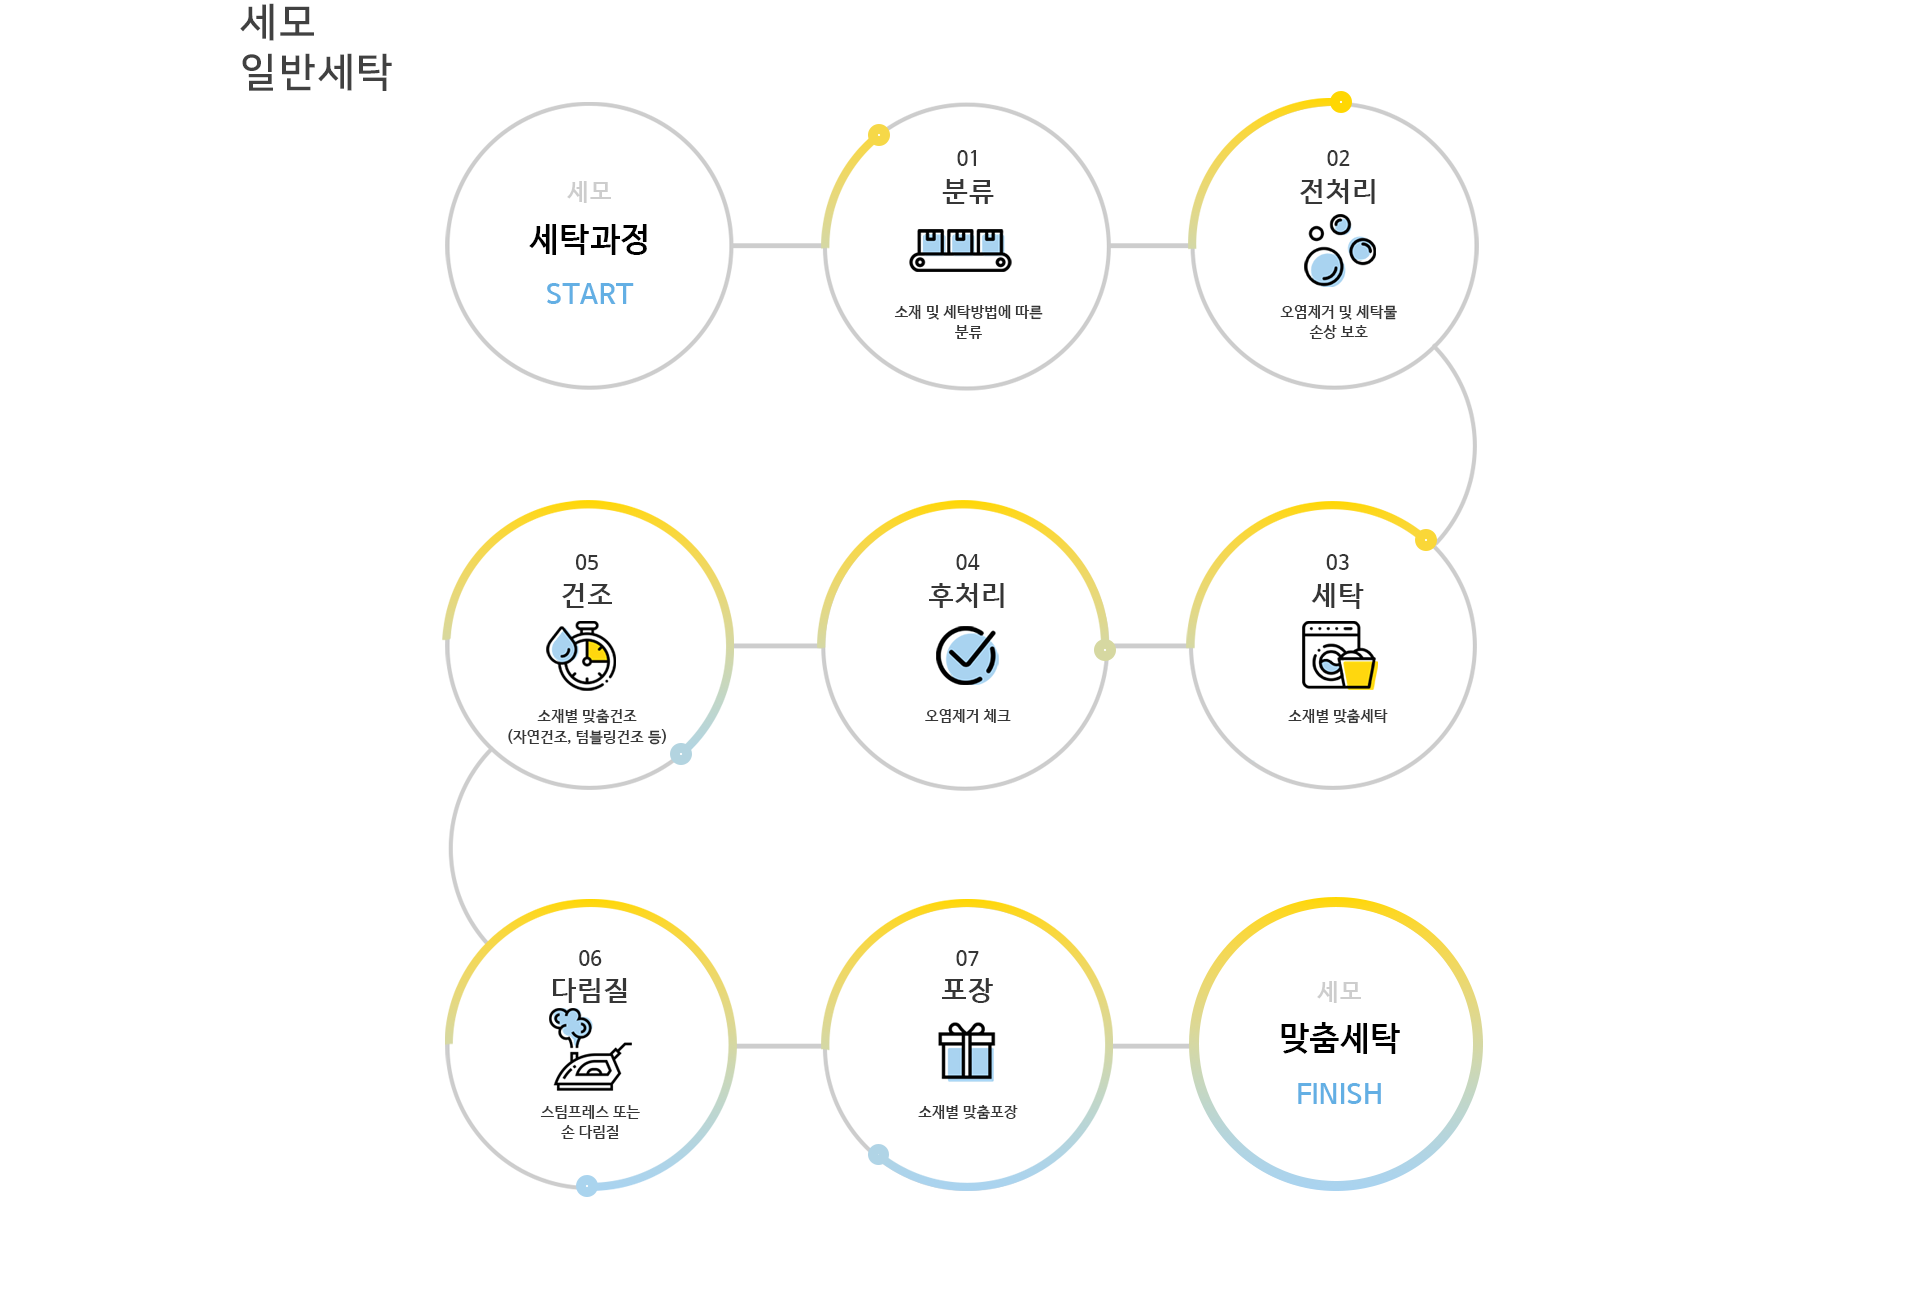 세모
일반세탁
세모
세탁과정
START
01
분류
소재 및 세탁방법에 따른
분류
02
전처리
오염제거 및 세탁물
손상 보호
03
세탁
소재별 맞춤세탁
04
후처리
오염제거 체크
05
건조
소재별 맞춤건조
(자연건조, 텀블링건조 등)
06
다림질
스팀프레스 또는
손 다림질
07
포장
소재별 맞춤포장
세모
맞춤세탁
FINISH